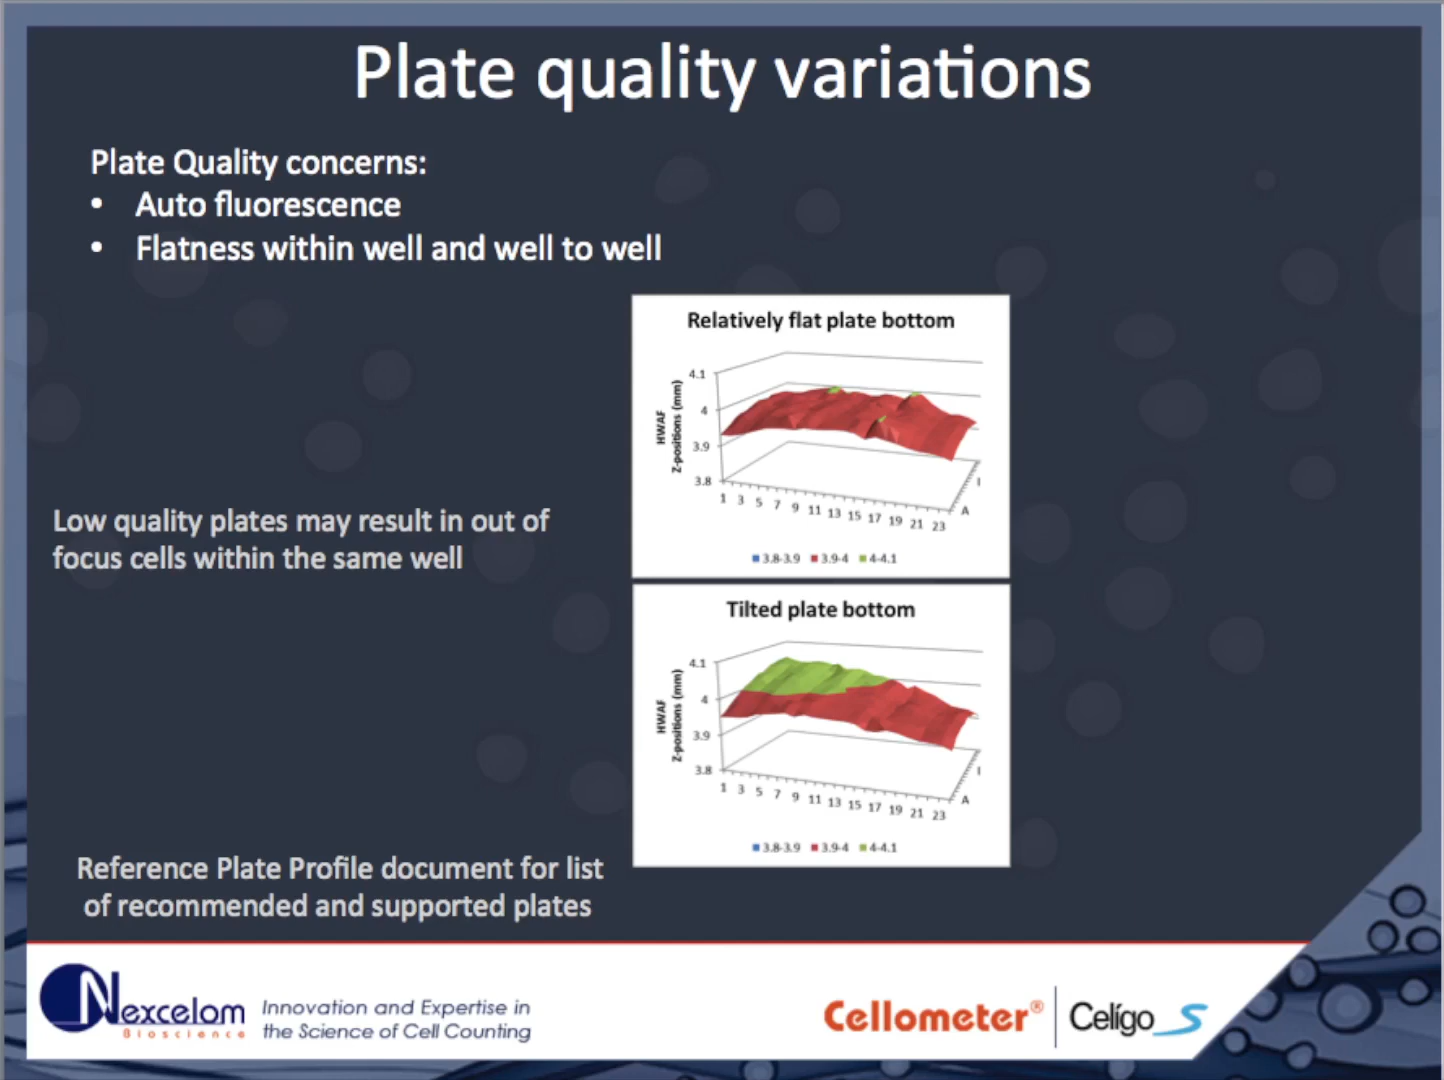 Plate quality variations
Plate Quality concerns:
• Auto fluorescence
• Flatness within well and well to well
Relatively flat plate bottom
HWAF
Z-positions (mm)
4.1
4
3.9
3.8
1 3 5 7 9 11 13 15 17 19 21 23
A
I
3.8-3.9 3.9-4 4-4.1
Low quality plates may result in out of
focus cells within the same well
Tilted plate bottom
HWAF
Z-positions (mm)
4.1
4
3.9
3.8
1 3 5 7 9 11 13 15 17 19 21 23
A
I
3.8-3.9 3.9-4 4-4.1
Reference Plate Profile document for list
of recommended and supported plates
Nexcelom
Bioscience
Innovation and Expertise in
the Science of Cell Counting
Cellometer®
Celígo S